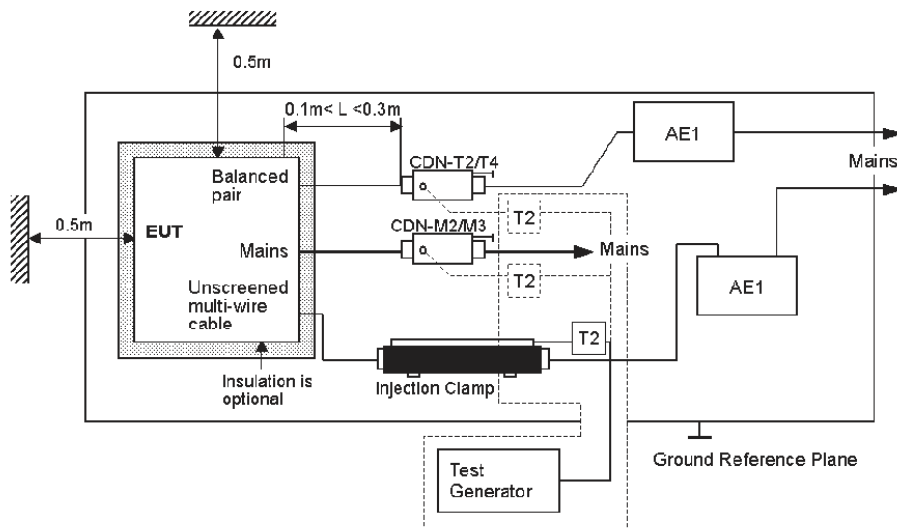 0.5m
0.1m< L <0.3m
AE1
Mains
CDN-T2/T4
Balanced
pair
T2
0.5m
EUT
CDN-M2/M3
Mains
Mains
T2
AE1
Unscreened
multi-wire
cable
T2
Injection Clamp
Insulation is
optional
Ground Reference Plane
Test
Generator